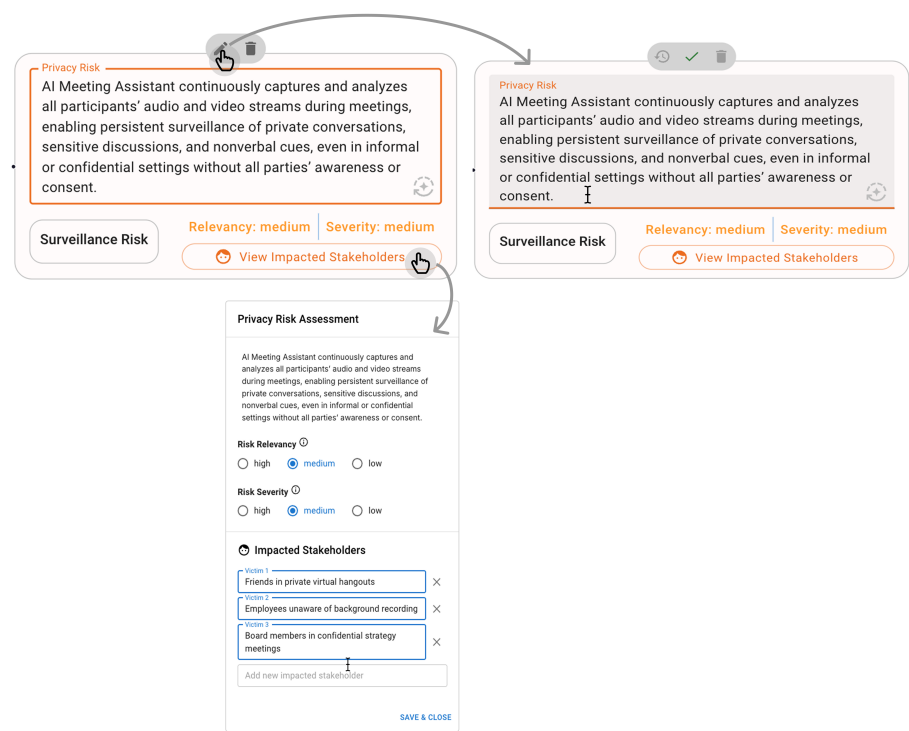 Privacy Risk
AI Meeting Assistant continuously captures and analyzes
all participants’ audio and video streams during meetings,
enabling persistent surveillance of private conversations,
sensitive discussions, and nonverbal cues, even in informal
or confidential settings without all parties’ awareness or
consent.
Surveillance Risk
Relevancy: medium
Severity: medium
View Impacted Stakeholders
Privacy Risk
AI Meeting Assistant continuously captures and analyzes
all participants’ audio and video streams during meetings,
enabling persistent surveillance of private conversations,
sensitive discussions, and nonverbal cues, even in informal
or confidential settings without all parties’ awareness or
consent.
Surveillance Risk
Relevancy: medium
Severity: medium
View Impacted Stakeholders
Privacy Risk Assessment
AI Meeting Assistant continuously captures and
analyzes all participants’ audio and video streams
during meetings, enabling persistent surveillance of
private conversations, sensitive discussions, and
nonverbal cues, even in informal or confidential
settings without all parties’ awareness or consent.
Risk Relevancy
high
medium
low
Risk Severity
high
medium
low
Impacted Stakeholders
Victim 1
Friends in private virtual hangouts
Victim 2
Employees unaware of background recording
Victim 3
Board members in confidential strategy
meetings
Add new impacted stakeholder
SAVE & CLOSE